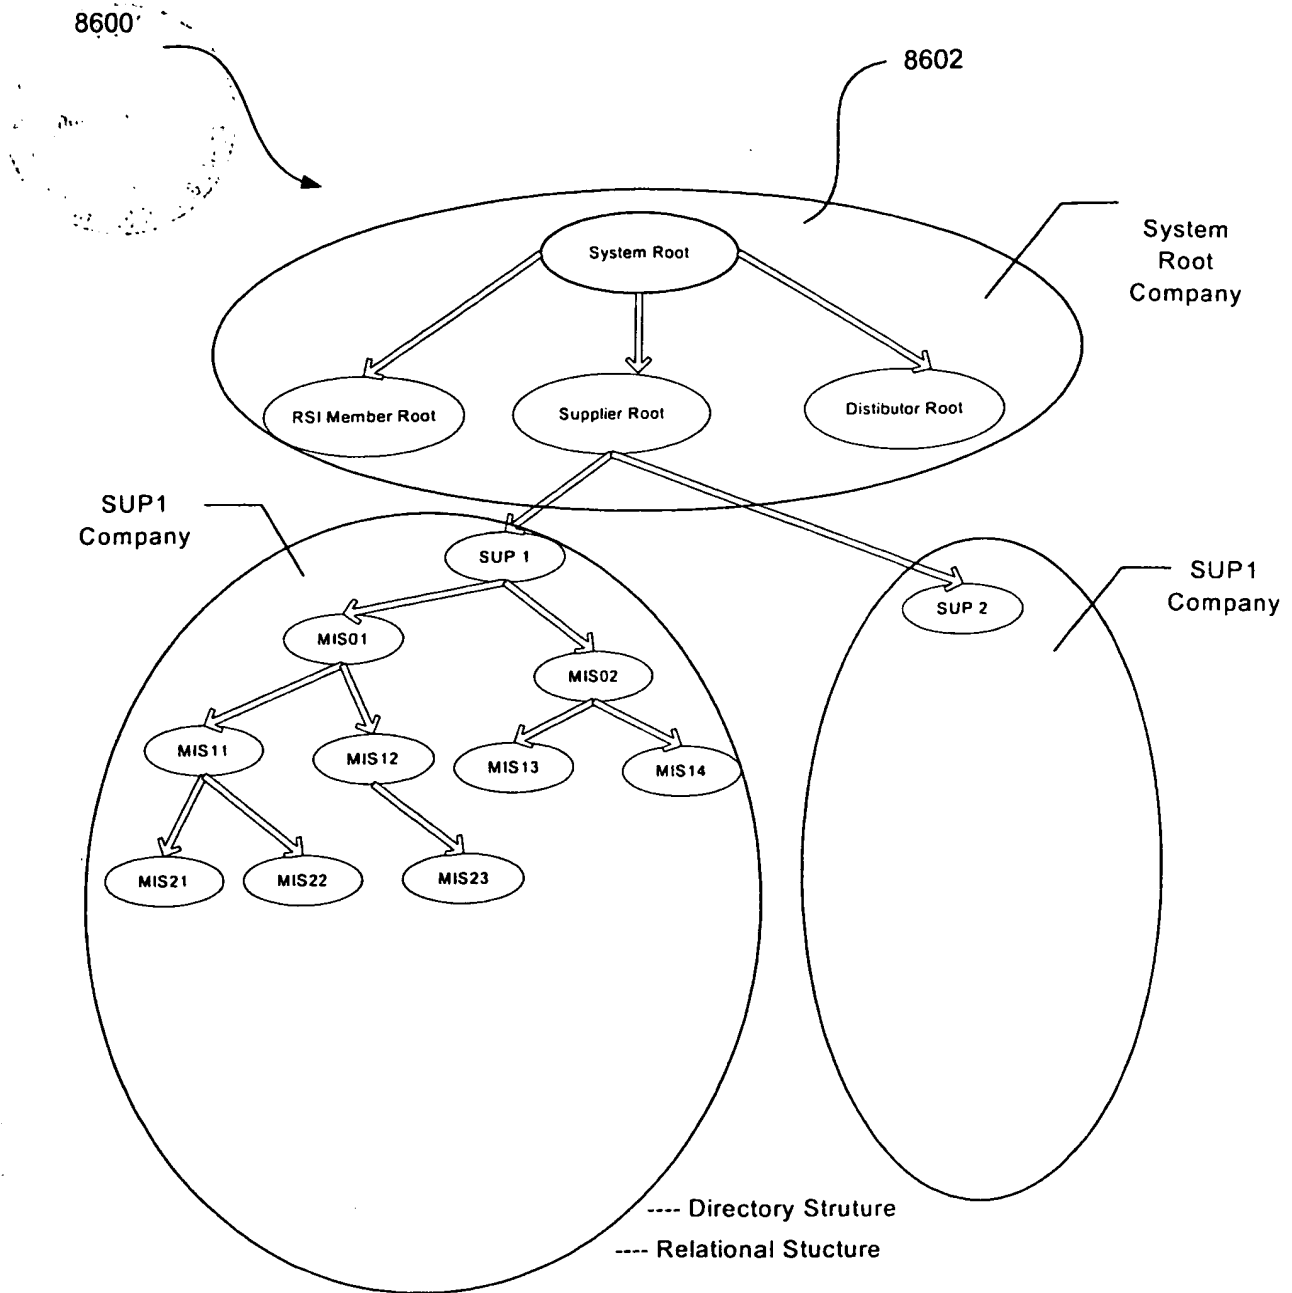 8600
8602
System
Root
Company
System Root
RSI Member Root
Supplier Root
Distibutor Root
SUP1
Company
SUP 1
SUP1
Company
SUP 2
MIS01
MIS02
MIS11
MIS12
MIS13
MIS14
MIS21
MIS22
MIS23
---- Directory Struture
---- Relational Stucture